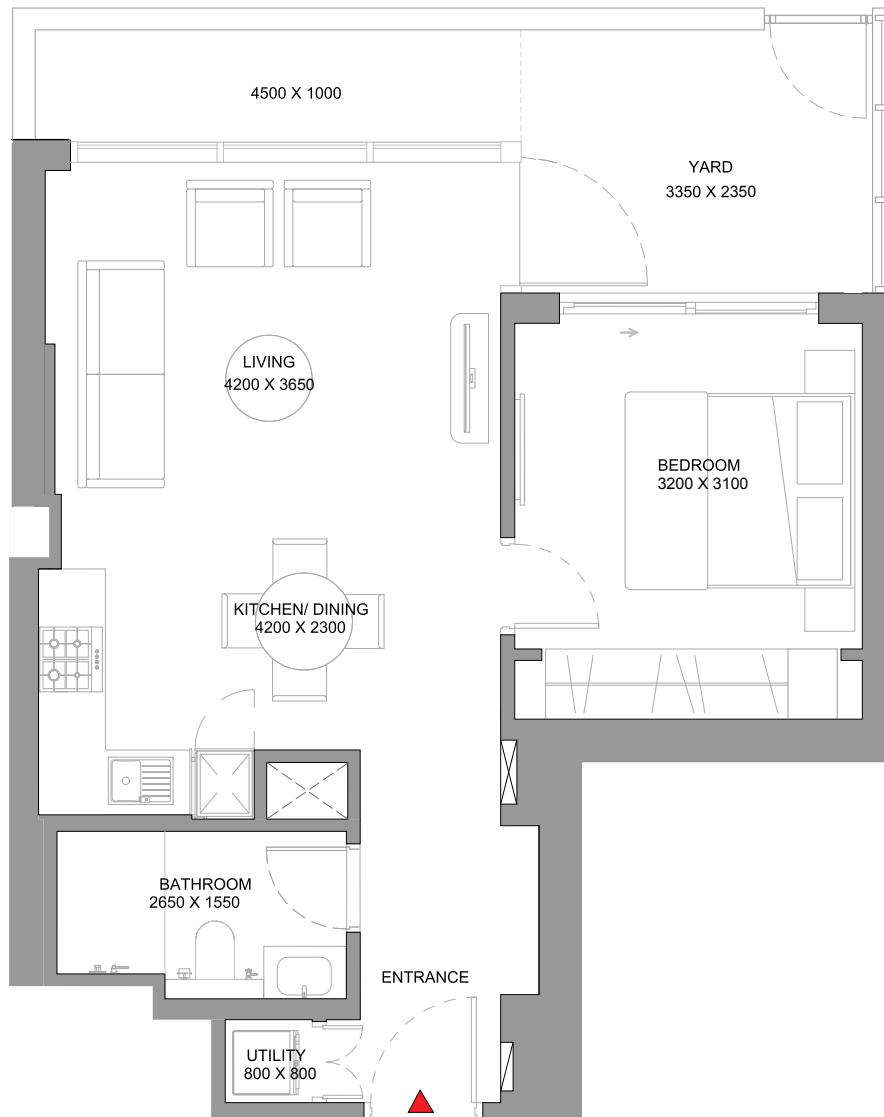 4500 X 1000
YARD
3350 X 2350
LIVING
4200 X 3650
BEDROOM
3200 X 3100
KITCHEN/ DINING
4200 X 2300
BATHROOM
2650 X 1550
ENTRANCE
UTILITY
800 X 800